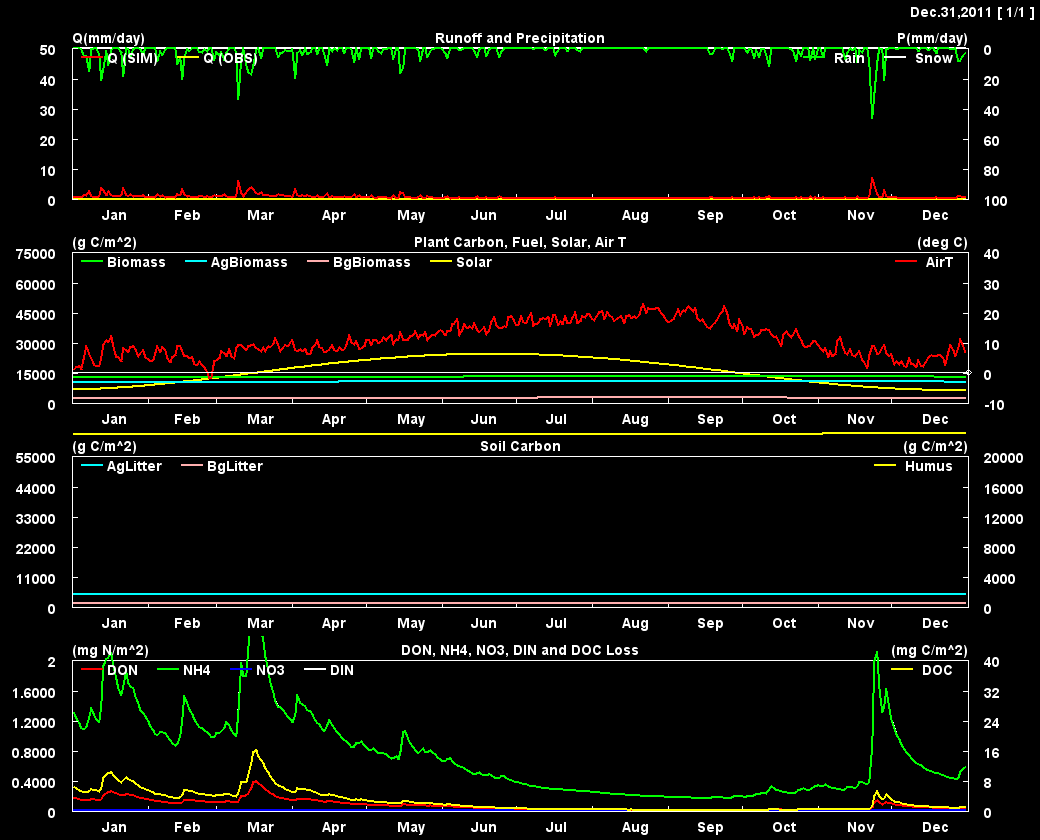 Dec.31,2011 [ 1/1 ]
Q(mm/day) Runoff and Precipitation P(mm/day)
50 0
Q (SIM) Q (OBS) Rain Snow
40 20
30 40
20 60
10 80
0 100
Jan Feb Mar Apr May Jun Jul Aug Sep Oct Nov Dec
(g C/m^2) Plant Carbon, Fuel, Solar, Air T (deg C)
75000 40
Biomass AgBiomass BgBiomass Solar AirT
60000 30
45000 20
30000 10
15000 0
0 -10
Jan Feb Mar Apr May Jun Jul Aug Sep Oct Nov Dec
(g C/m^2) Soil Carbon (g C/m^2)
55000 20000
AgLitter BgLitter Humus
44000 16000
33000 12000
22000 8000
11000 4000
0 0
Jan Feb Mar Apr May Jun Jul Aug Sep Oct Nov Dec
(mg N/m^2) DON, NH4, NO3, DIN and DOC Loss (mg C/m^2)
2 40
DON NH4 NO3 DIN DOC
1.6000 32
1.2000 24
0.8000 16
0.4000 8
0 0
Jan Feb Mar Apr May Jun Jul Aug Sep Oct Nov Dec